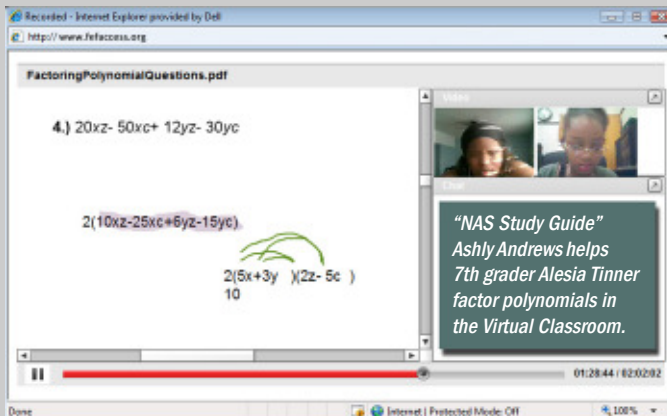 Recorded - Internet Explorer provided by Dell
http://www.fefaccess.org
FactoringPolynomialQuestions.pdf
4.) 20xz- 50xc+ 12yz- 30yc
2(10xz-25xc+6yz-15yc)
2(5x+3y )(2z- 5c )
10
Video
Chat
"NAS Study Guide"
Ashly Andrews helps
7th grader Alesia Tinner
factor polynomials in
the Virtual Classroom.
01:28:44 / 02:02:02
Done
Internet | Protected Mode: Off
100%